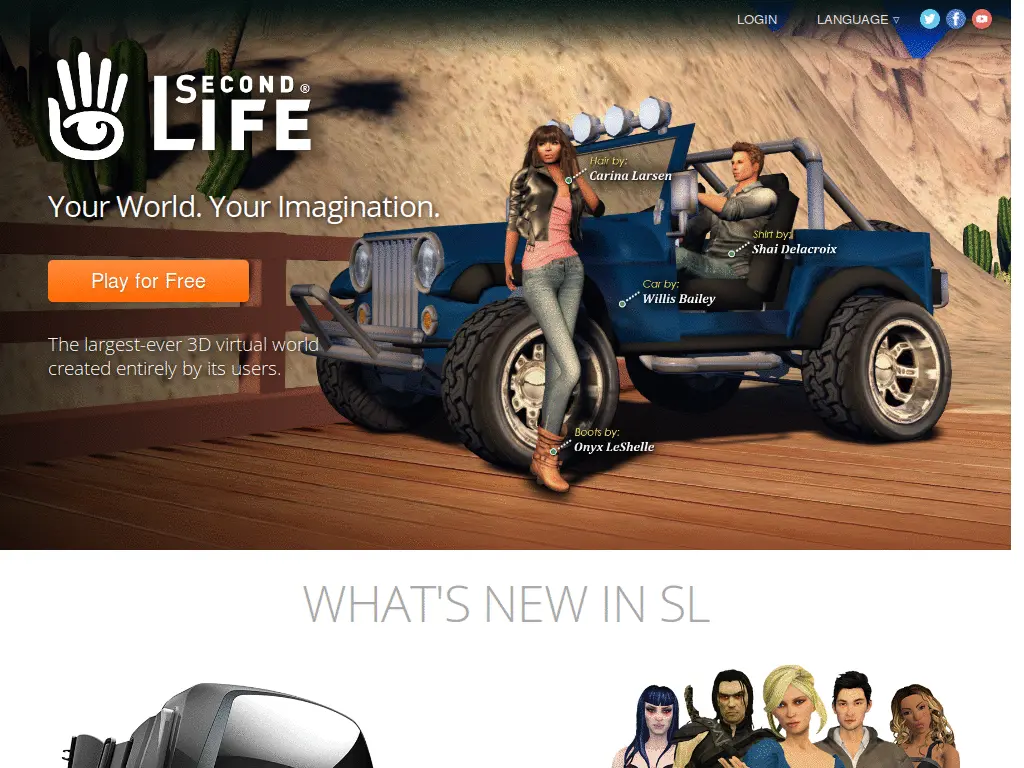 LOGIN
LANGUAGE ▿
SECOND®
LIFE
Your World. Your Imagination.
Play for Free
The largest-ever 3D virtual world
created entirely by its users.
Hair by:
Carina Larsen
Shirt by:
Shai Delacroix
Car by:
Willis Bailey
Boots by:
Onyx LeShelle
WHAT'S NEW IN SL